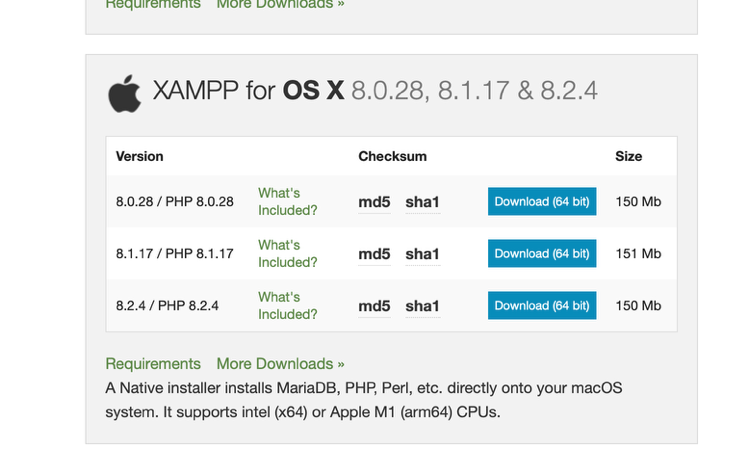 Requirements More Downloads »
XAMPP for OS X 8.0.28, 8.1.17 & 8.2.4
Version Checksum Size
8.0.28 / PHP 8.0.28 What's Included? md5 sha1 Download (64 bit) 150 Mb
8.1.17 / PHP 8.1.17 What's Included? md5 sha1 Download (64 bit) 151 Mb
8.2.4 / PHP 8.2.4 What's Included? md5 sha1 Download (64 bit) 150 Mb
Requirements More Downloads »
A Native installer installs MariaDB, PHP, Perl, etc. directly onto your macOS
system. It supports intel (x64) or Apple M1 (arm64) CPUs.